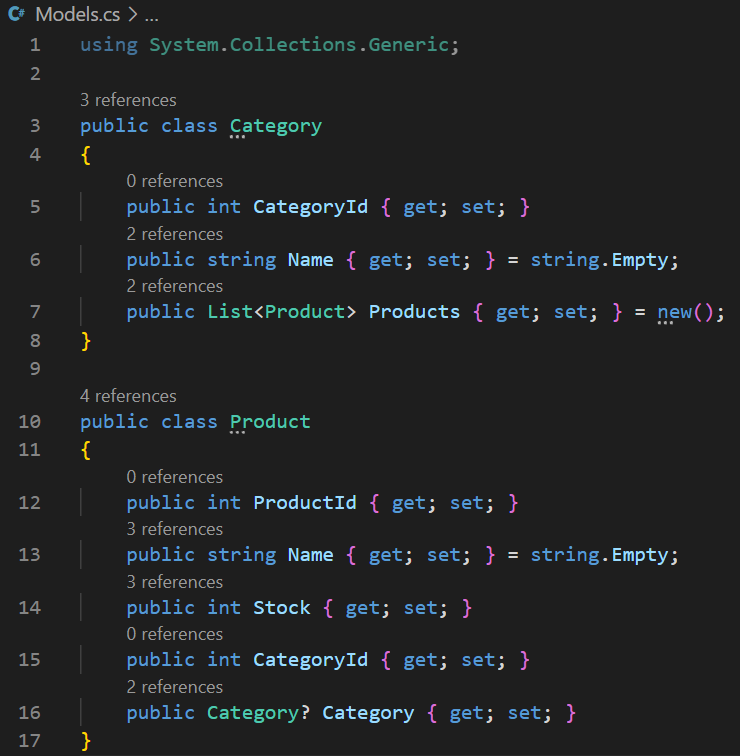 C# Models.cs > ...
1 using System.Collections.Generic;
2
3 references
3 public class Category
4 {
0 references
5 public int CategoryId { get; set; }
2 references
6 public string Name { get; set; } = string.Empty;
2 references
7 public List<Product> Products { get; set; } = new();
8 }
9
4 references
10 public class Product
11 {
0 references
12 public int ProductId { get; set; }
3 references
13 public string Name { get; set; } = string.Empty;
3 references
14 public int Stock { get; set; }
0 references
15 public int CategoryId { get; set; }
2 references
16 public Category? Category { get; set; }
17 }